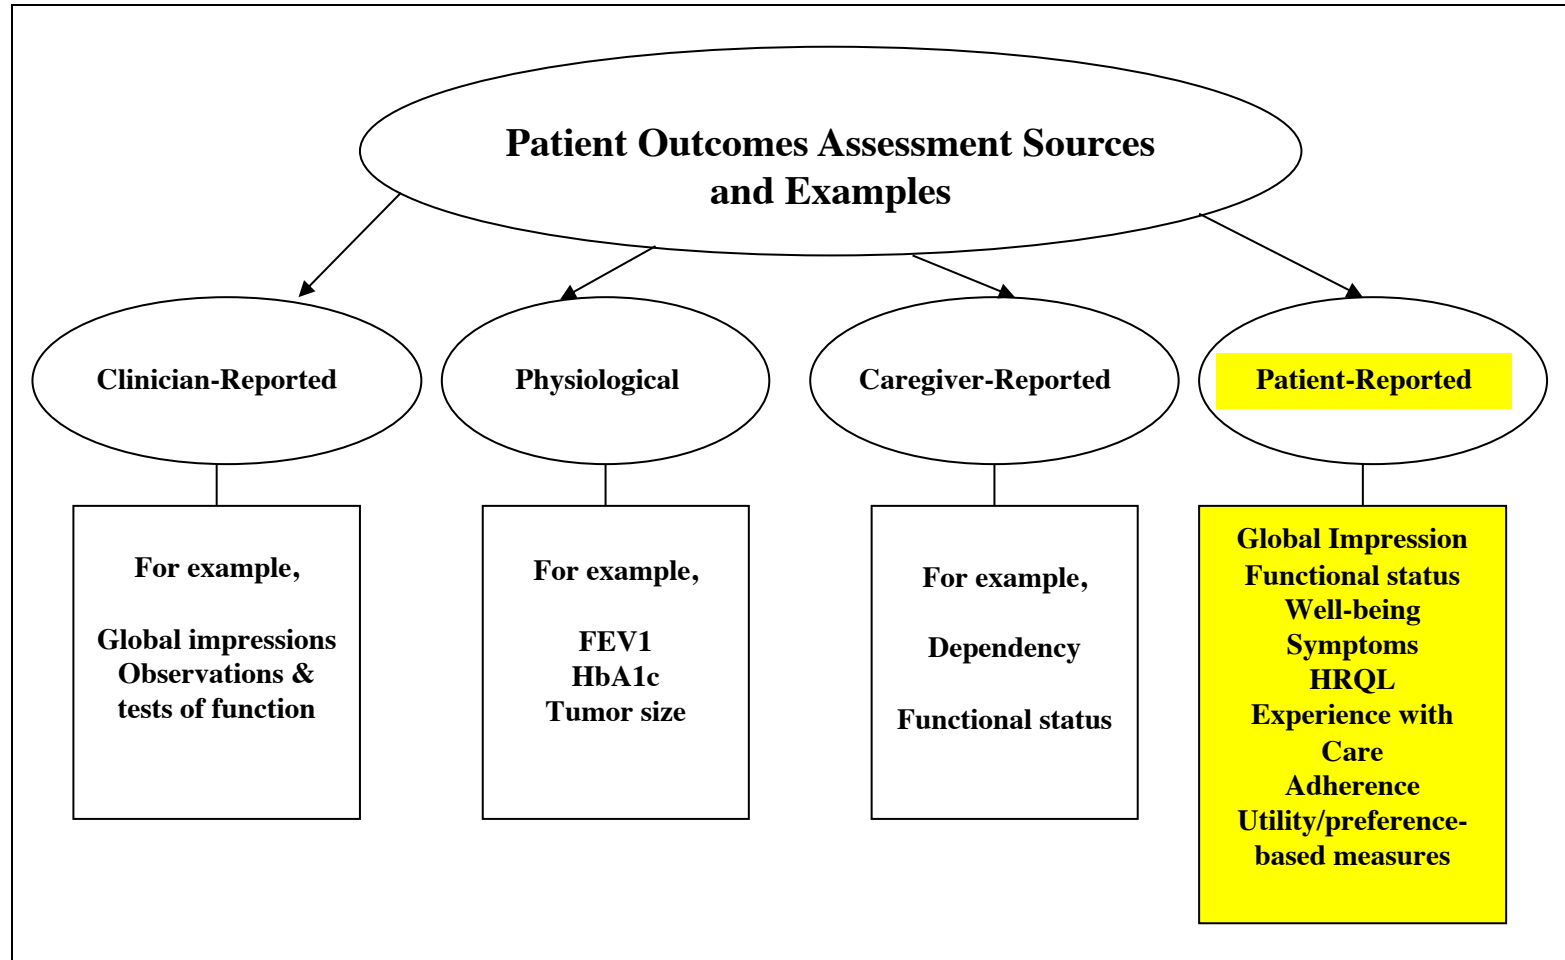 Patient Outcomes Assessment Sources
and Examples
Clinician-Reported
Physiological
Caregiver-Reported
Patient-Reported
For example,
Global impressions
Observations &
tests of function
For example,
FEV1
HbA1c
Tumor size
For example,
Dependency
Functional status
Global Impression
Functional status
Well-being
Symptoms
HRQL
Experience with
Care
Adherence
Utility/preference-
based measures